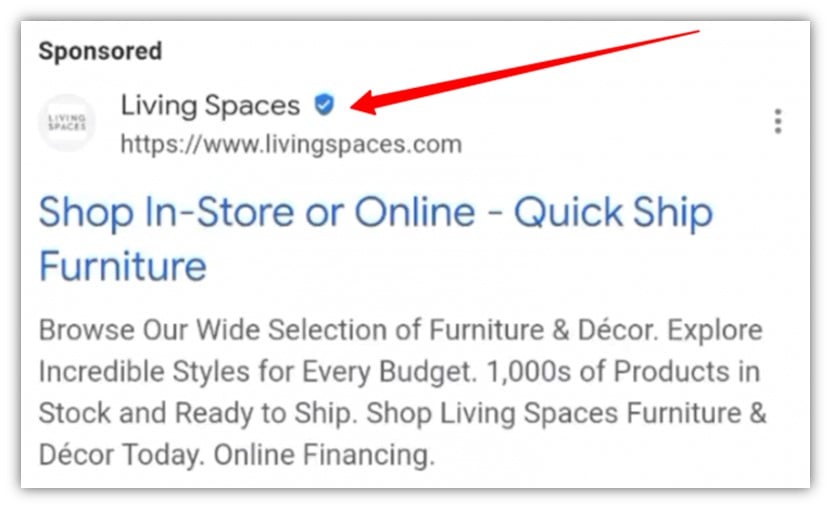 Sponsored
Living Spaces
LIVING
SPACES
https://www.livingspaces.com
Shop In-Store or Online - Quick Ship
Furniture
Browse Our Wide Selection of Furniture & Décor. Explore
Incredible Styles for Every Budget. 1,000s of Products in
Stock and Ready to Ship. Shop Living Spaces Furniture &
Décor Today. Online Financing.